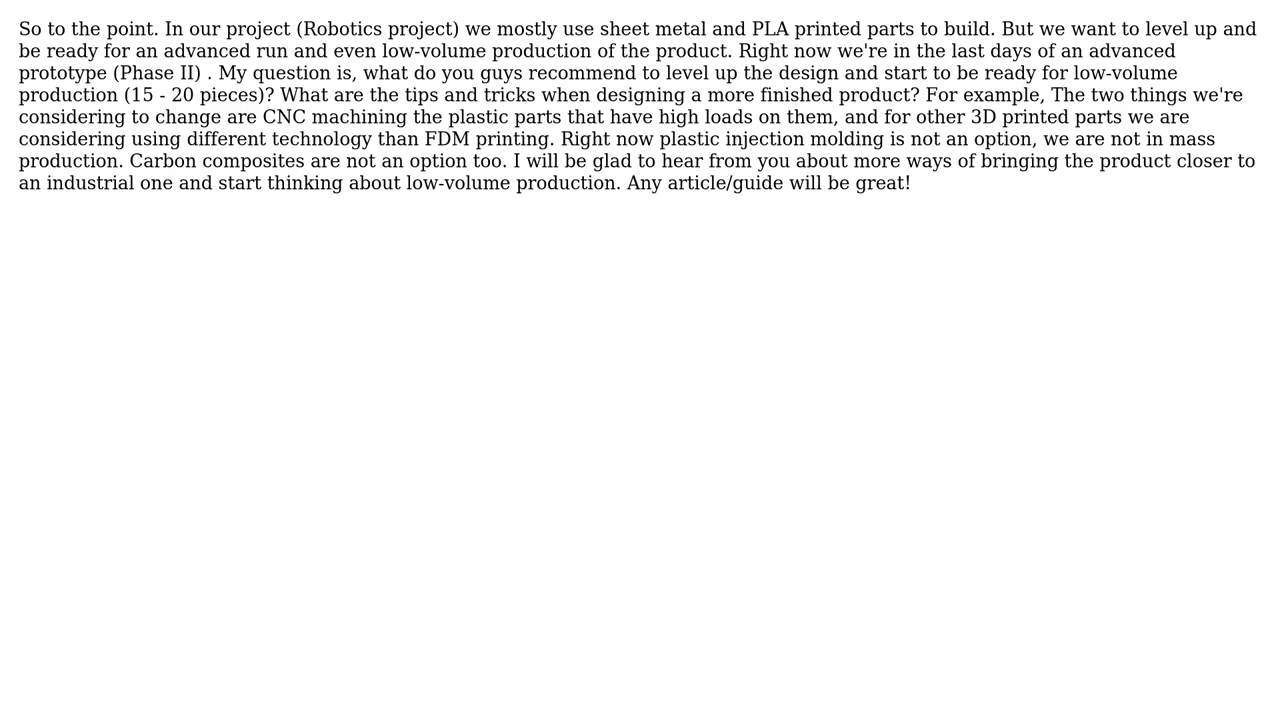 So to the point. In our project (Robotics project) we mostly use sheet metal and PLA printed parts to build. But we want to level up and
be ready for an advanced run and even low-volume production of the product. Right now we're in the last days of an advanced
prototype (Phase II) . My question is, what do you guys recommend to level up the design and start to be ready for low-volume
production (15 - 20 pieces)? What are the tips and tricks when designing a more finished product? For example, The two things we're
considering to change are CNC machining the plastic parts that have high loads on them, and for other 3D printed parts we are
considering using different technology than FDM printing. Right now plastic injection molding is not an option, we are not in mass
production. Carbon composites are not an option too. I will be glad to hear from you about more ways of bringing the product closer to
an industrial one and start thinking about low-volume production. Any article/guide will be great!